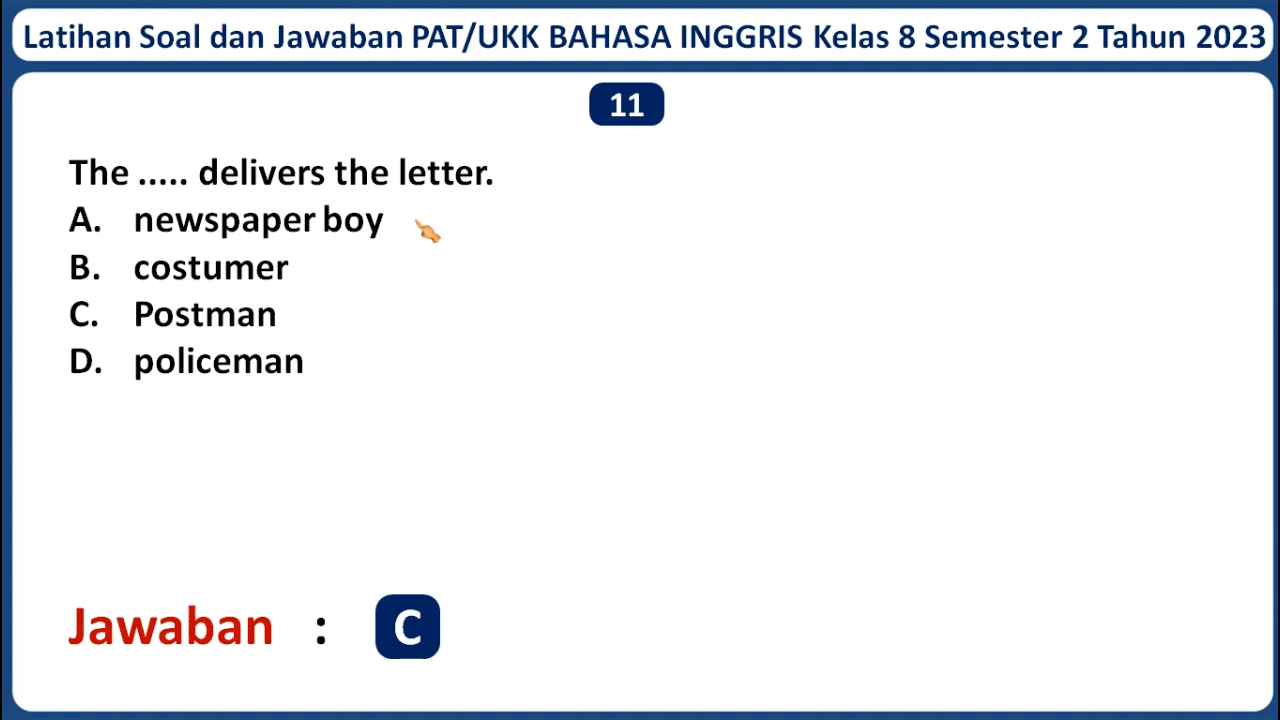 Latihan Soal dan Jawaban PAT/UKK BAHASA INGGRIS Kelas 8 Semester 2 Tahun 2023
11
The ..... delivers the letter.
A. newspaper boy
B. costumer
C. Postman
D. policeman
Jawaban : C